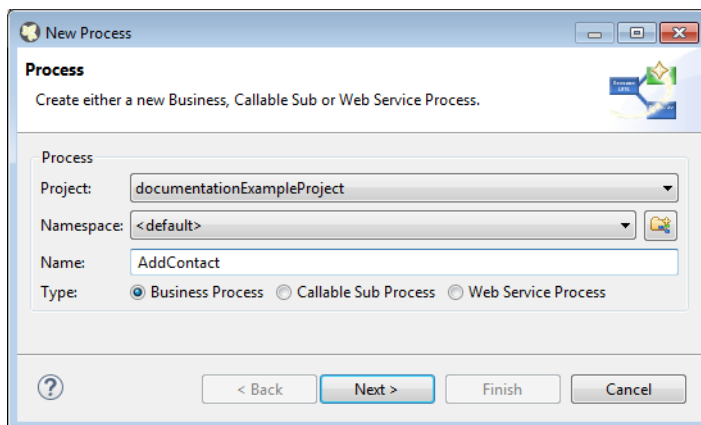 New Process
Process
Create either a new Business, Callable Sub or Web Service Process.
Process
Project: documentationExampleProject
Namespace: <default>
Name: AddContact
Type: Business Process Callable Sub Process Web Service Process
< Back Next > Finish Cancel